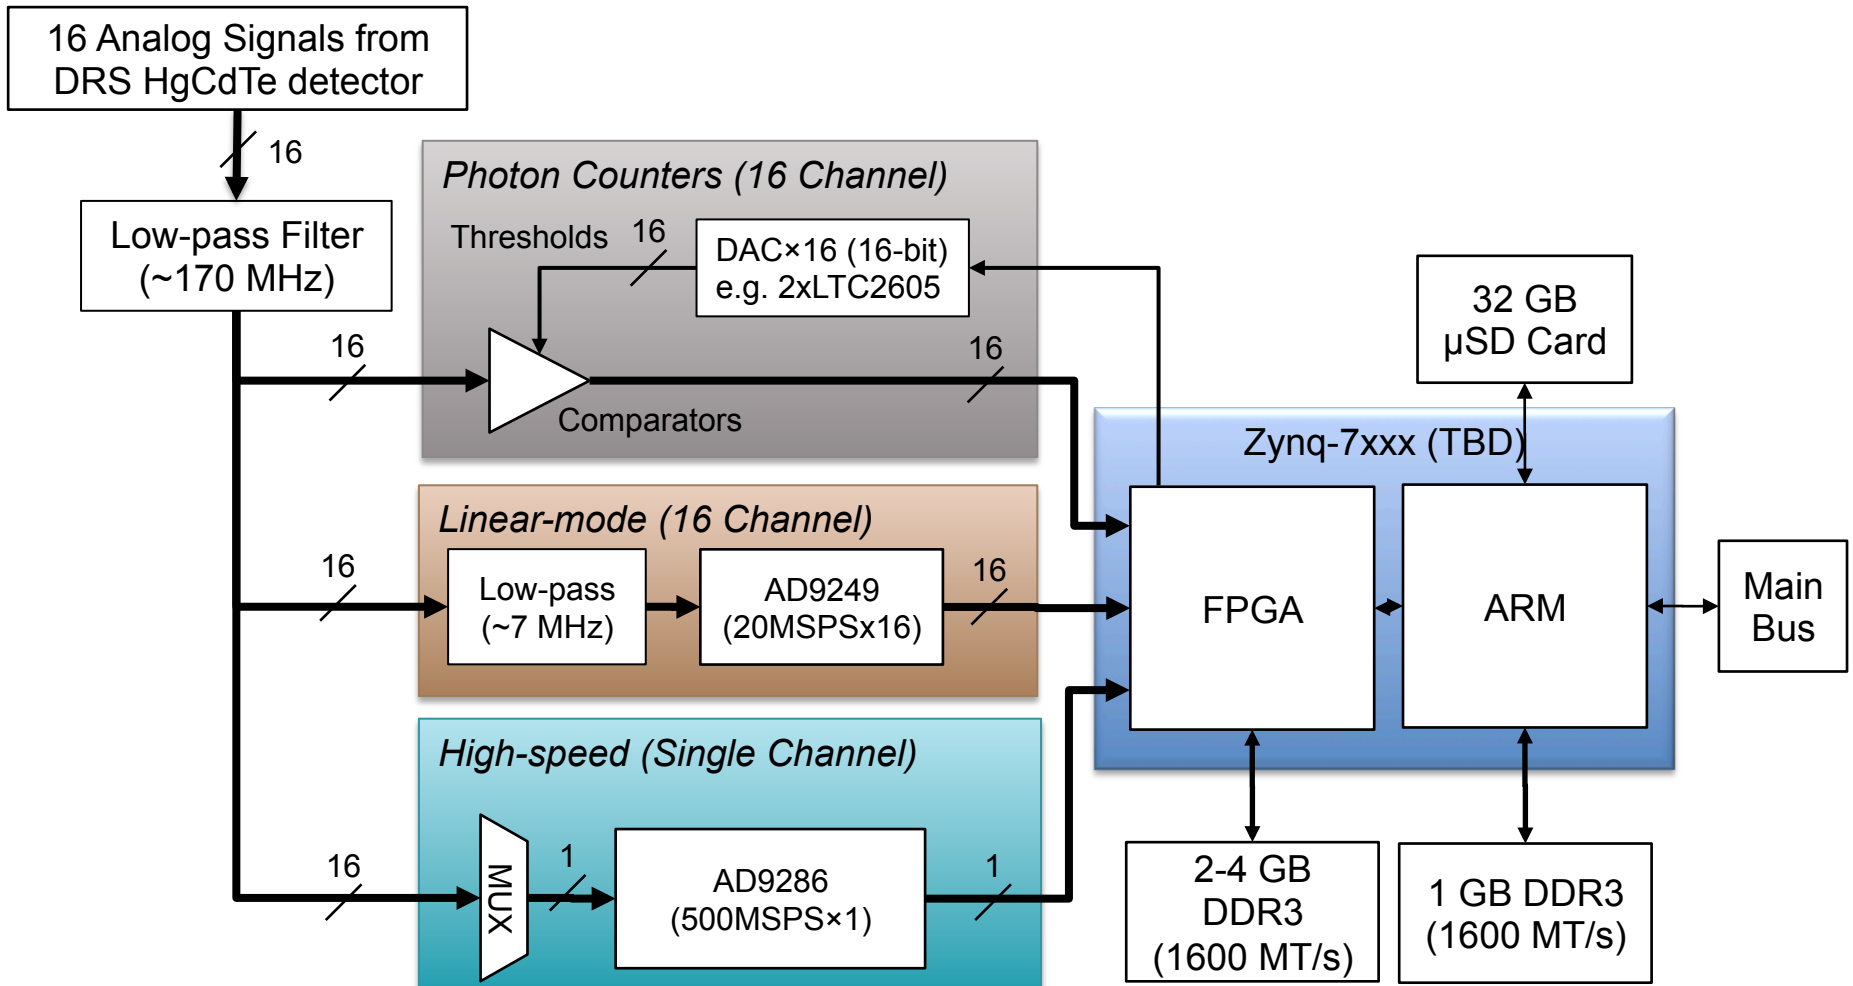 16 Analog Signals from
DRS HgCdTe detector
16
Low-pass Filter
(~170 MHz)
Photon Counters (16 Channel)
Thresholds
16
DAC×16 (16-bit)
e.g. 2xLTC2605
16
16
Comparators
Linear-mode (16 Channel)
16
Low-pass
(~7 MHz)
AD9249
(20MSPSx16)
16
High-speed (Single Channel)
16
MUX
1
AD9286
(500MSPS×1)
1
Zynq-7xxx (TBD)
FPGA
ARM
32 GB
µSD Card
Main
Bus
2-4 GB
DDR3
(1600 MT/s)
1 GB DDR3
(1600 MT/s)